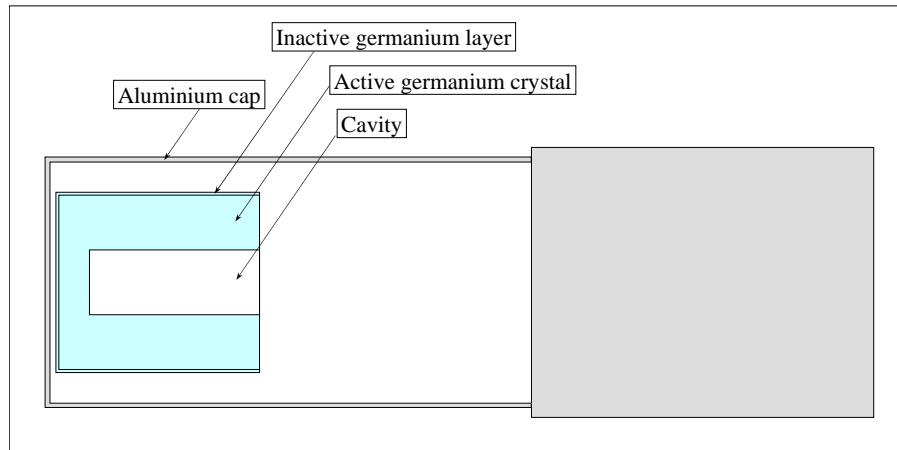 Inactive germanium layer
Active germanium crystal
Aluminium cap
Cavity